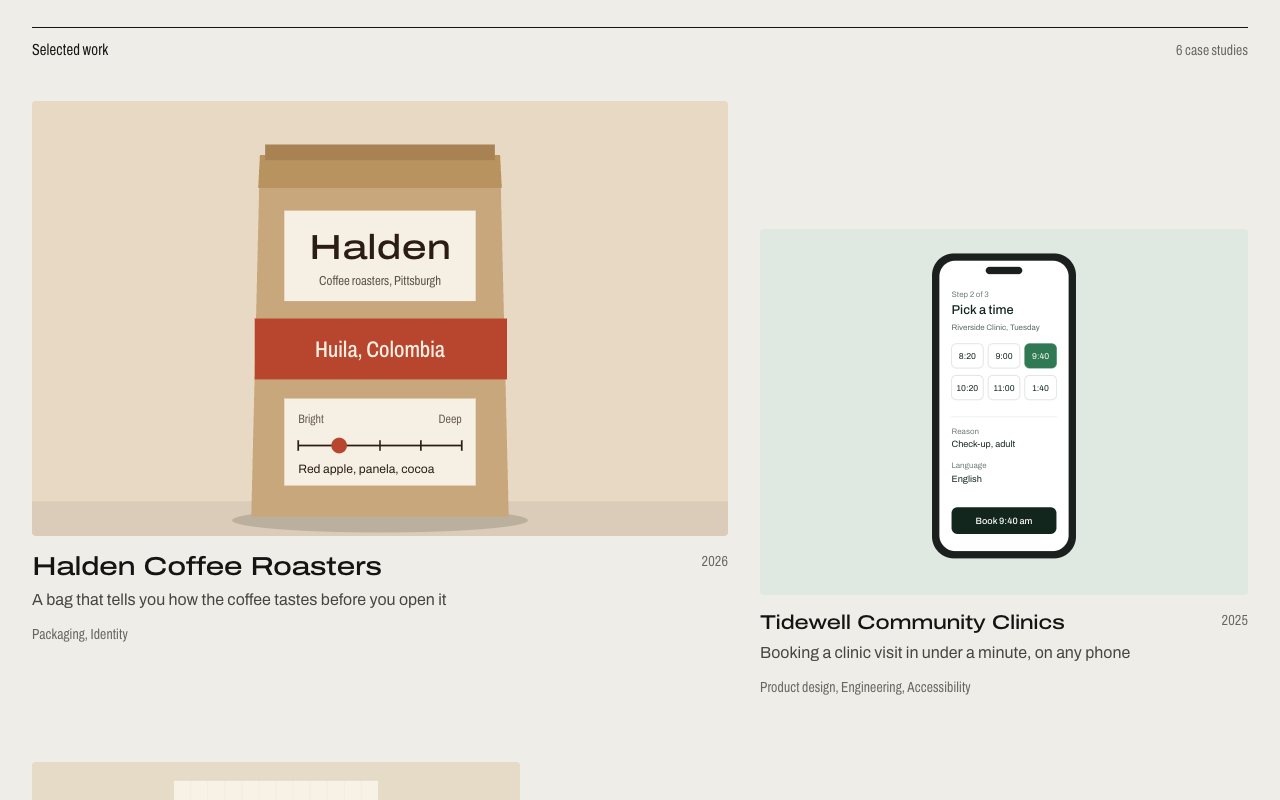 Selected work
6 case studies
Halden
Coffee roasters, Pittsburgh
Huila, Colombia
Bright
Deep
Red apple, panela, cocoa
Halden Coffee Roasters
2026
A bag that tells you how the coffee tastes before you open it
Packaging, Identity
Step 2 of 3
Pick a time
Riverside Clinic, Tuesday
8:20
9:00
9:40
10:20
11:00
1:40
Reason
Check-up, adult
Language
English
Book 9:40 am
Tidewell Community Clinics
2025
Booking a clinic visit in under a minute, on any phone
Product design, Engineering, Accessibility